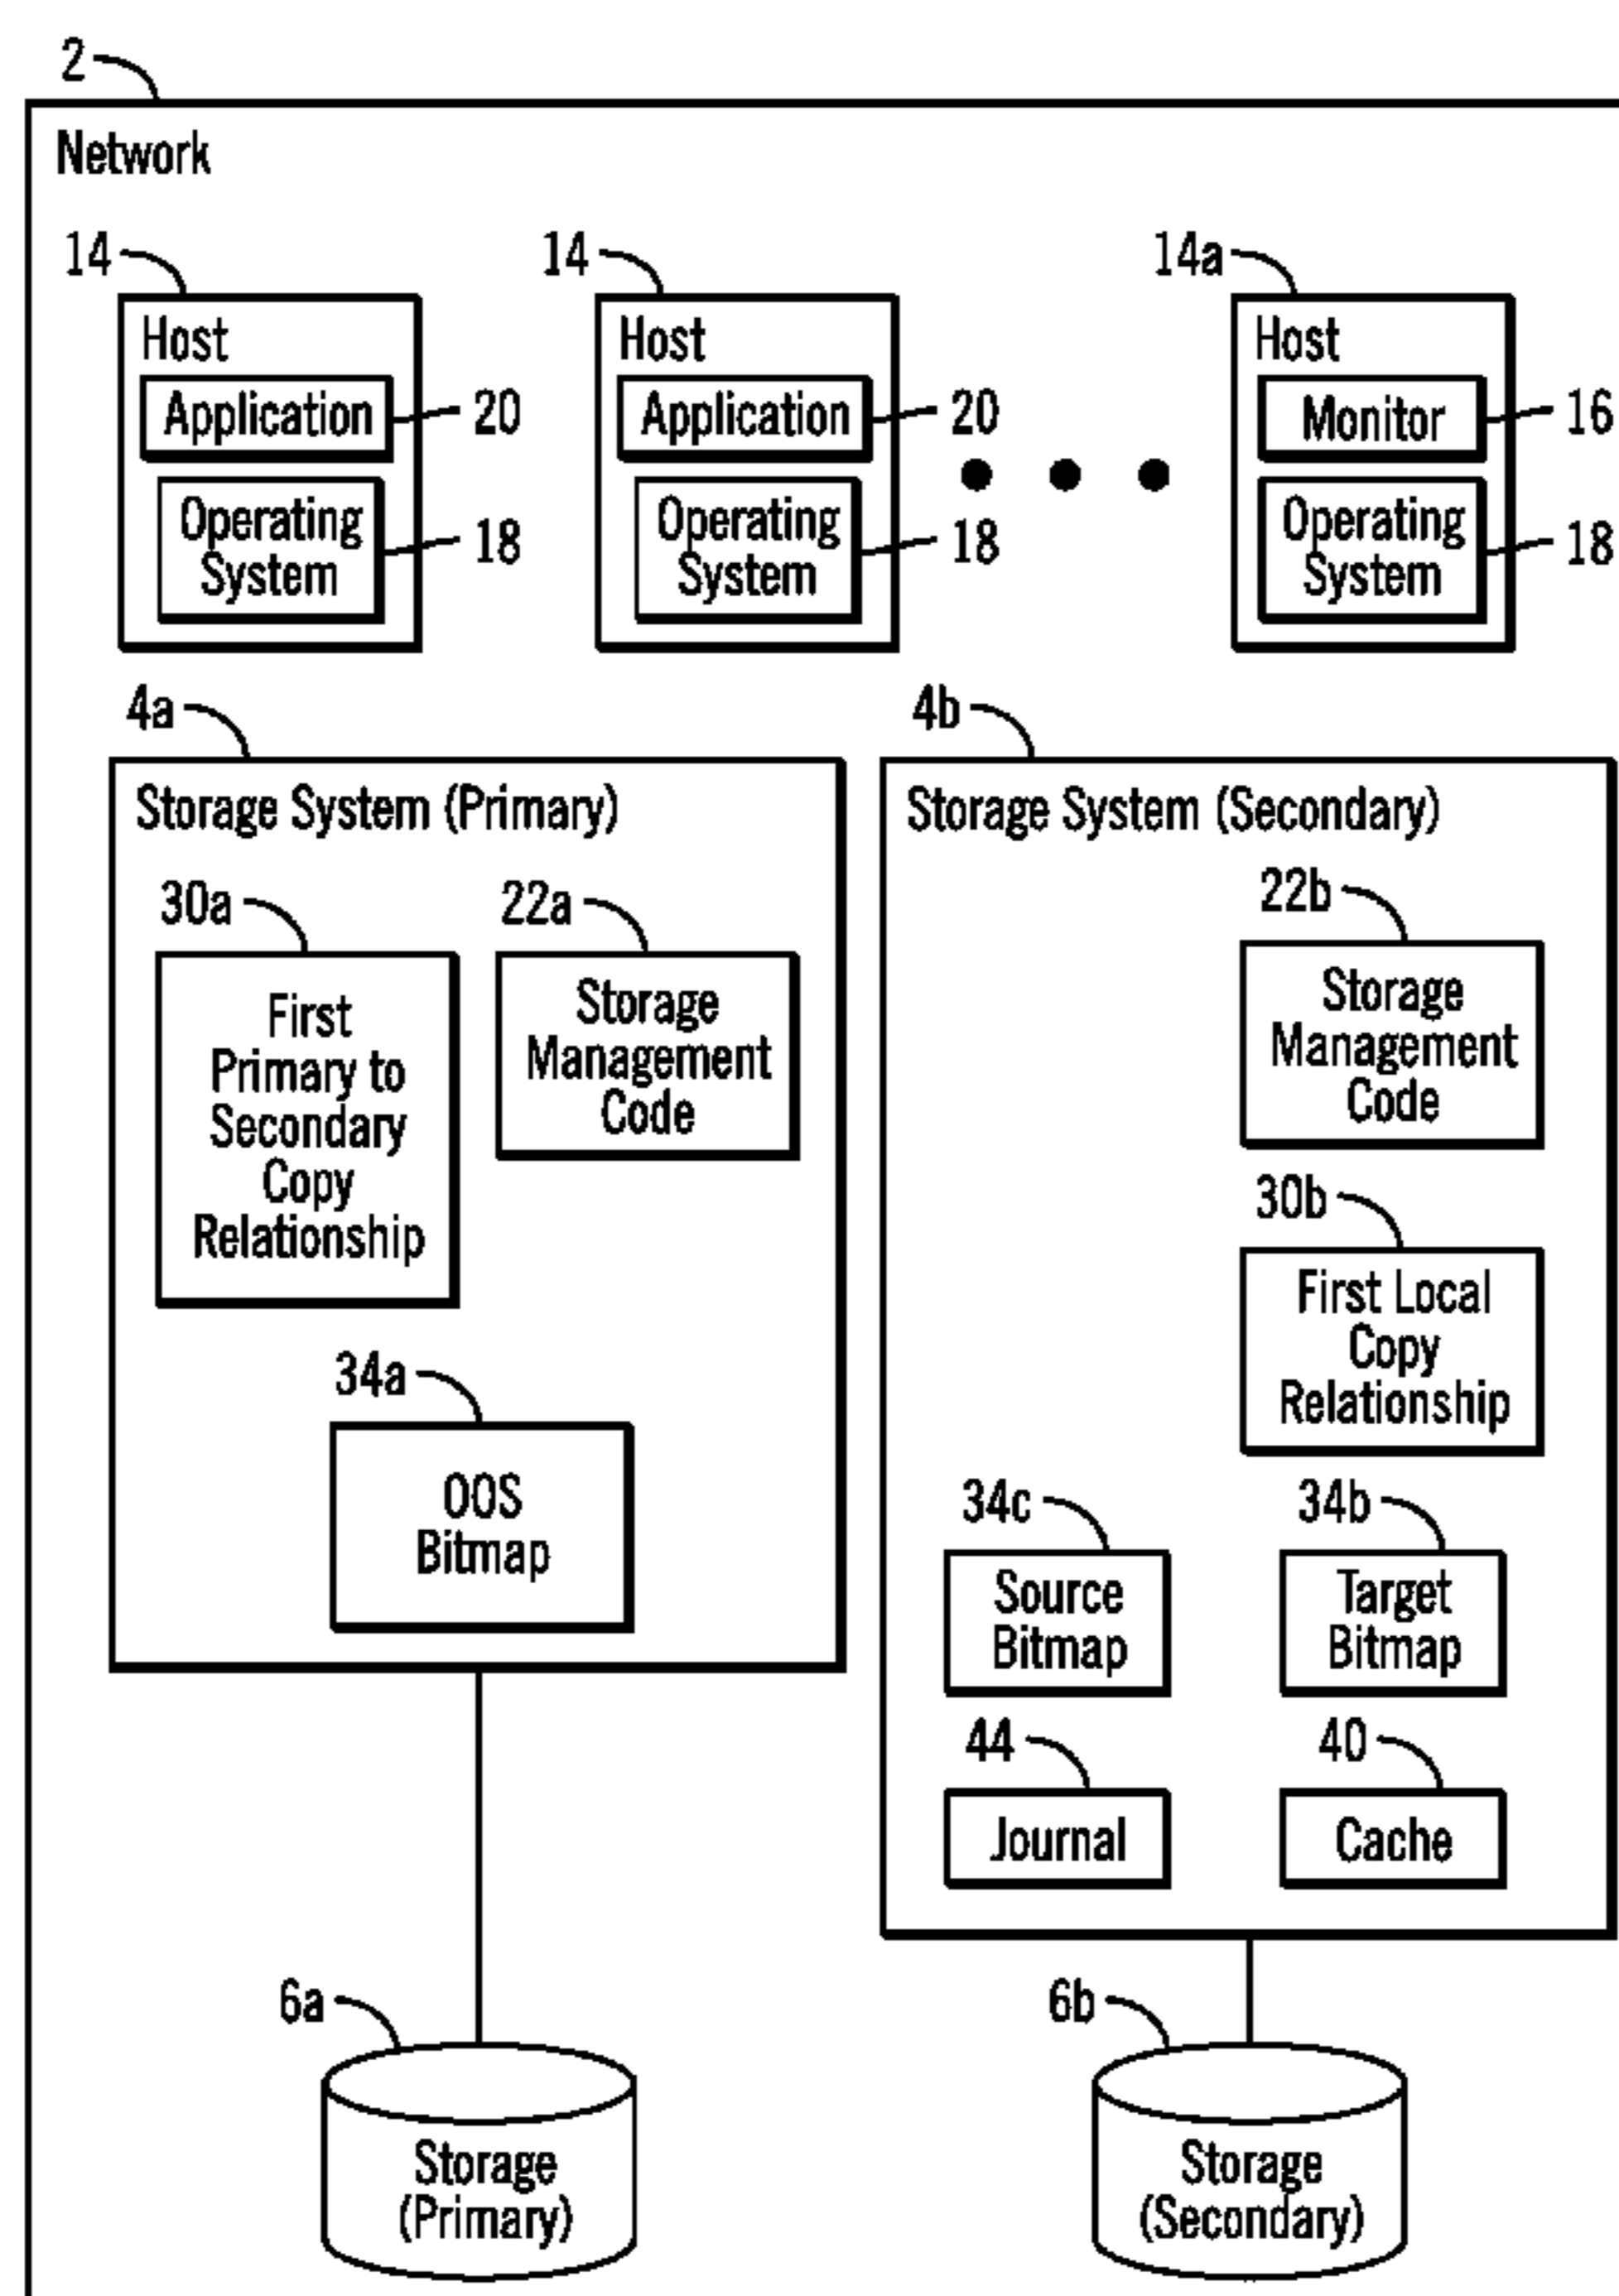 2
Network
14
14
14a
Host
Host
Host
Application
20
Application
20
Monitor
16
Operating
System
18
Operating
System
18
Operating
System
18
4a
4b
Storage System (Primary)
30a
22a
First
Primary to
Secondary
Copy
Relationship
Storage
Management
Code
34a
OOS
Bitmap
Storage System (Secondary)
22b
Storage
Management
Code
30b
First Local
Copy
Relationship
34c
34b
Source
Bitmap
Target
Bitmap
44
40
Journal
Cache
6a
6b
Storage
(Primary)
Storage
(Secondary)